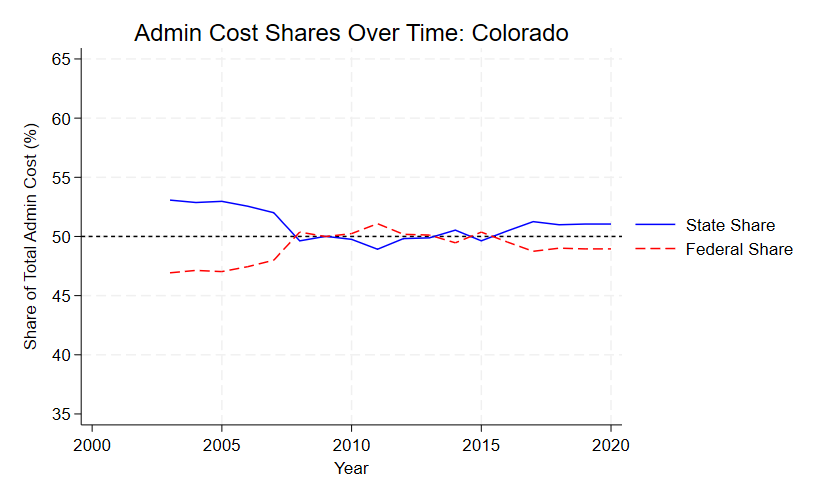 Admin Cost Shares Over Time: Colorado
Share of Total Admin Cost (%)
65
60
55
50
45
40
35
2000 2005 2010 2015 2020
Year
State Share
Federal Share